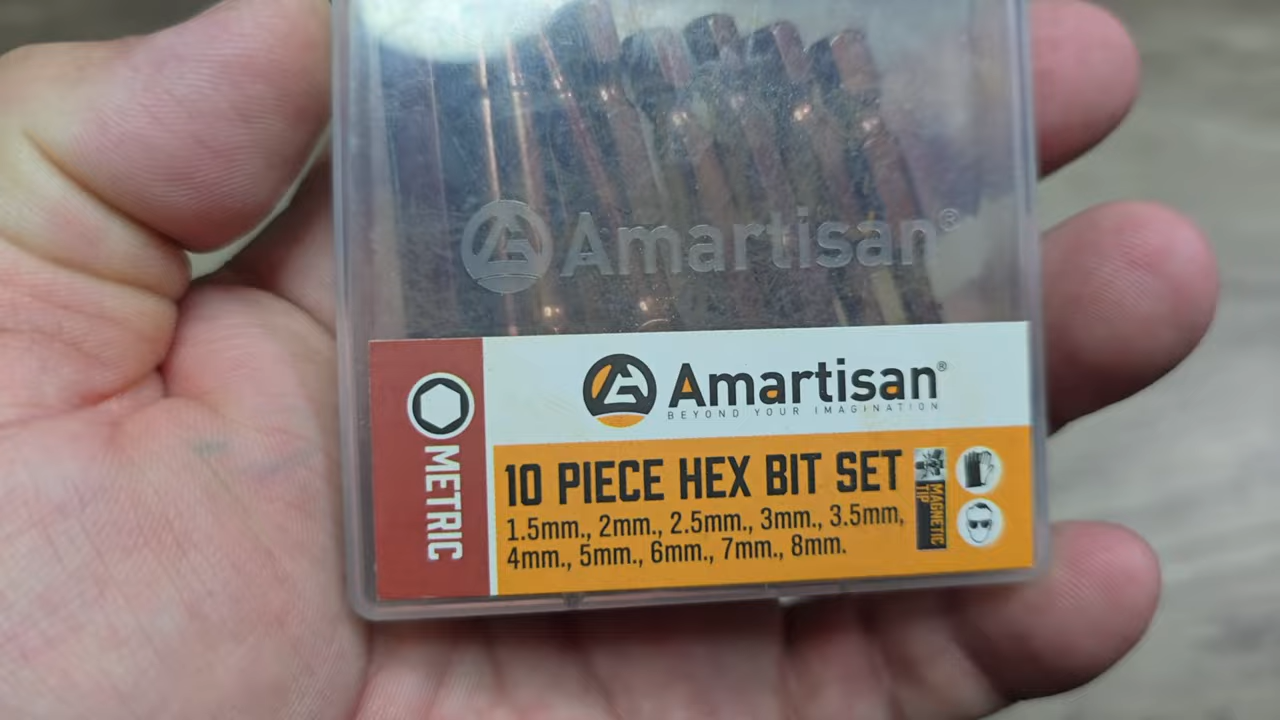 Amartisan®
METRIC
Amartisan®
BEYOND YOUR IMAGINATION
10 PIECE HEX BIT SET
1.5mm., 2mm., 2.5mm., 3mm., 3.5mm,
4mm., 5mm., 6mm., 7mm., 8mm.
MAGNETIC
TIP